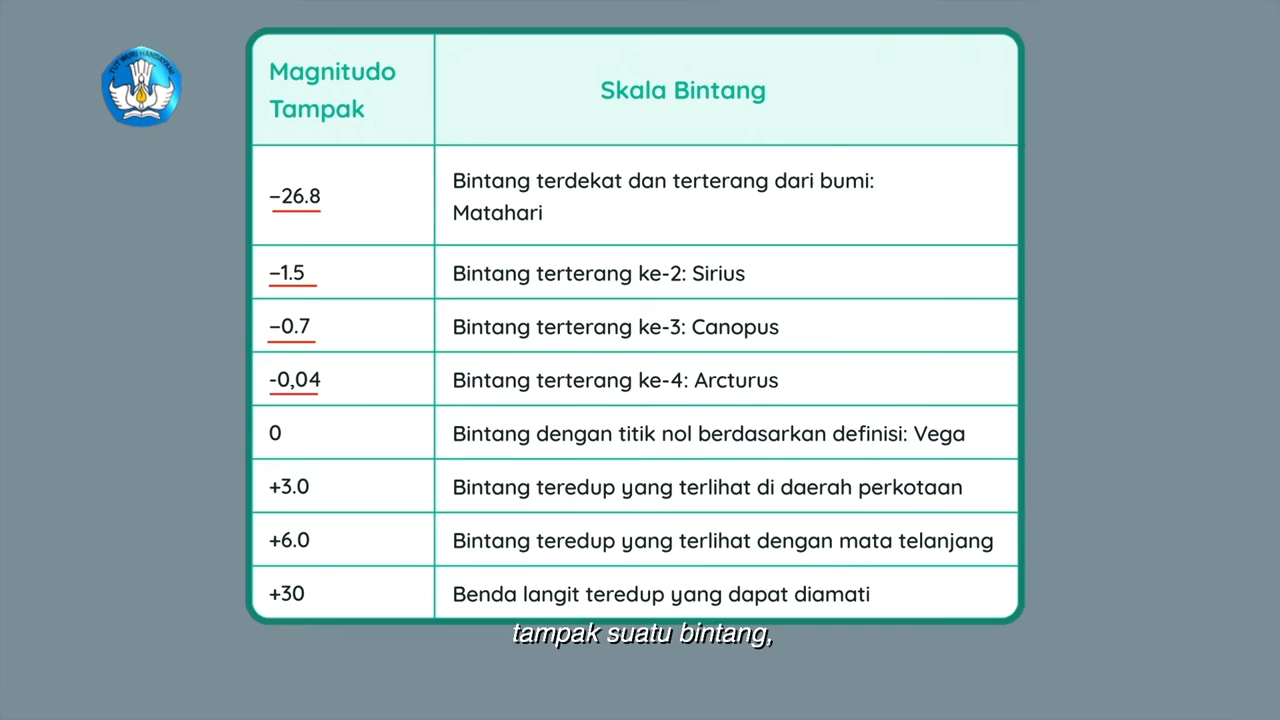 TUT WURI HANDAYANI
Magnitudo
Tampak
Skala Bintang
–26.8
Bintang terdekat dan terterang dari bumi:
Matahari
–1.5
Bintang terterang ke-2: Sirius
–0.7
Bintang terterang ke-3: Canopus
-0,04
Bintang terterang ke-4: Arcturus
0
Bintang dengan titik nol berdasarkan definisi: Vega
+3.0
Bintang teredup yang terlihat di daerah perkotaan
+6.0
Bintang teredup yang terlihat dengan mata telanjang
+30
Benda langit teredup yang dapat diamati
tampak suatu bintang,